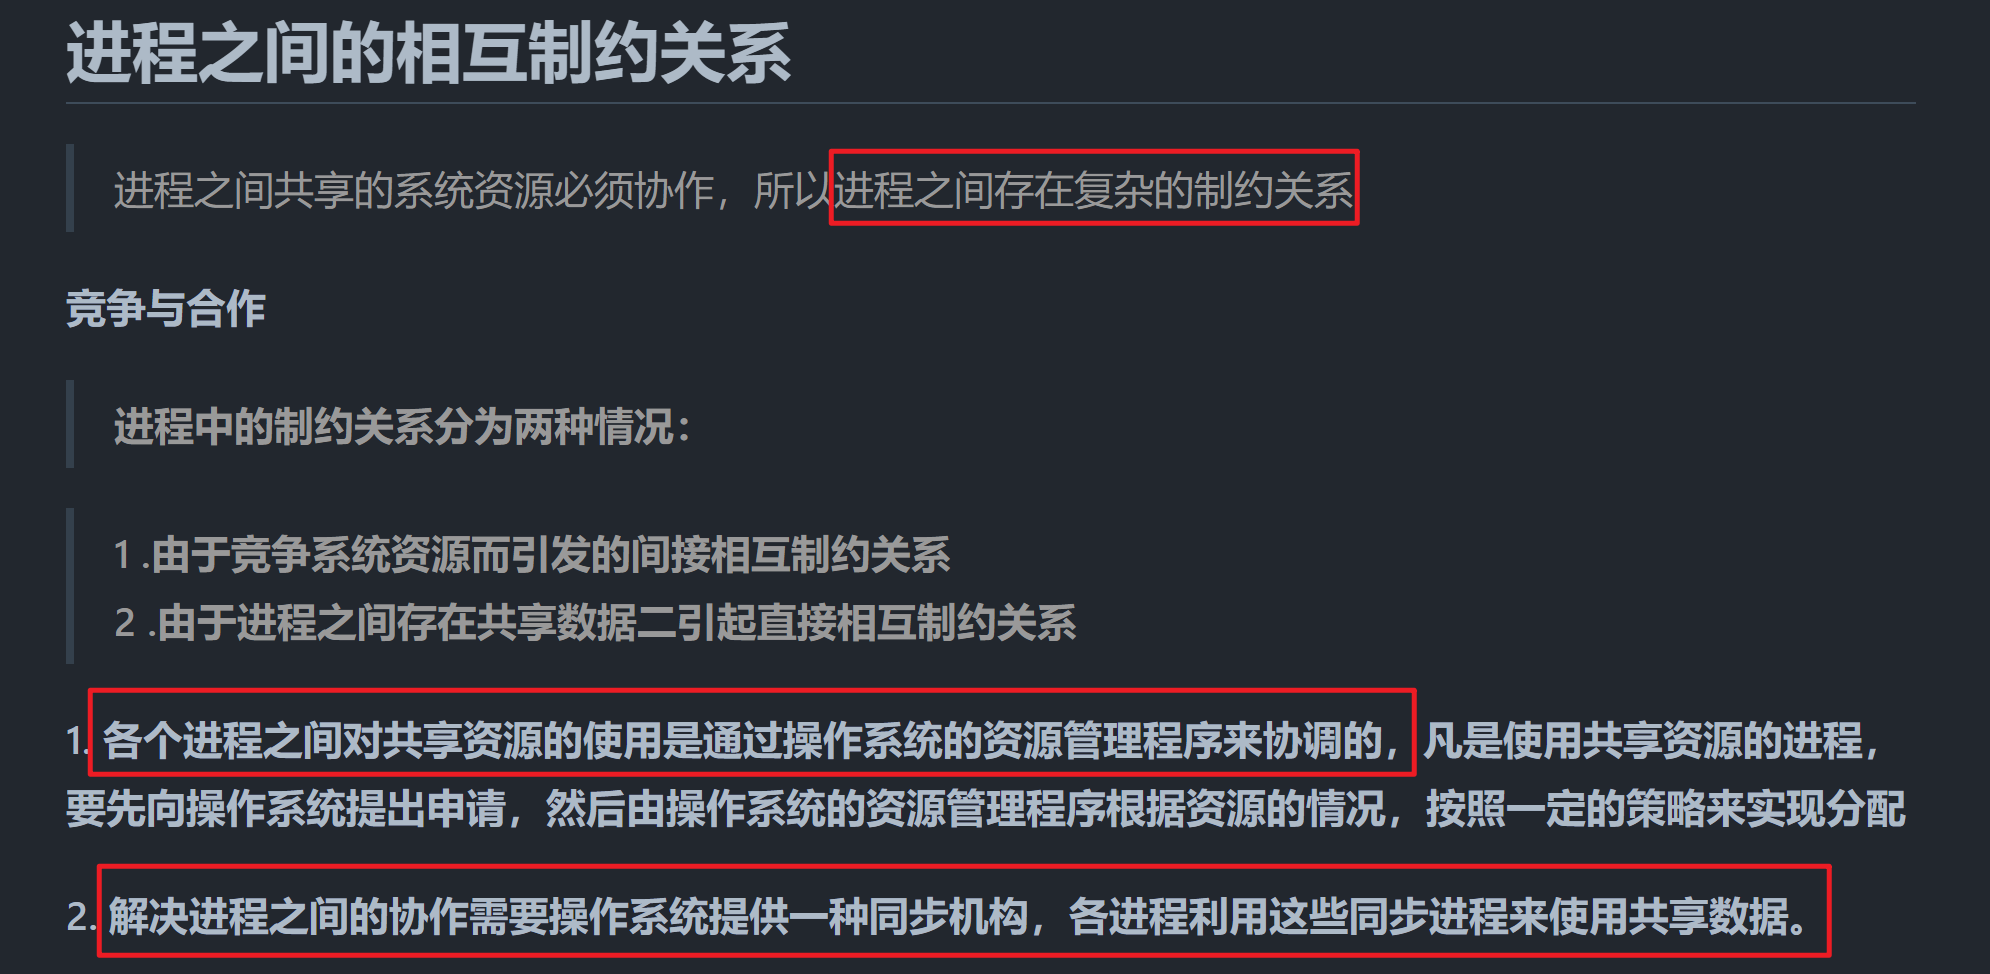 进程之间的相互制约关系
进程之间共享的系统资源必须协作，所以进程之间存在复杂的制约关系
竞争与合作
进程中的制约关系分为两种情况：
1 .由于竞争系统资源而引发的间接相互制约关系
2 .由于进程之间存在共享数据二引起直接相互制约关系
1. 各个进程之间对共享资源的使用是通过操作系统的资源管理程序来协调的，凡是使用共享资源的进程，
要先向操作系统提出申请，然后由操作系统的资源管理程序根据资源的情况，按照一定的策略来实现分配
2. 解决进程之间的协作需要操作系统提供一种同步机构，各进程利用这些同步进程来使用共享数据。